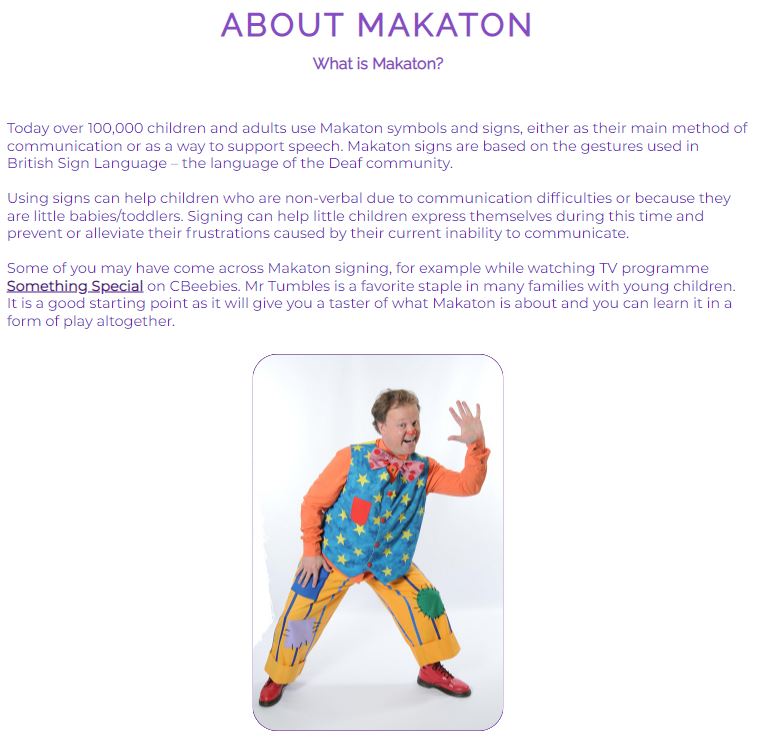 ABOUT MAKATON
What is Makaton?
Today over 100,000 children and adults use Makaton symbols and signs, either as their main method of
communication or as a way to support speech. Makaton signs are based on the gestures used in
British Sign Language – the language of the Deaf community.
Using signs can help children who are non-verbal due to communication difficulties or because they
are little babies/toddlers. Signing can help little children express themselves during this time and
prevent or alleviate their frustrations caused by their current inability to communicate.
Some of you may have come across Makaton signing, for example while watching TV programme
Something Special on CBeebies. Mr Tumbles is a favorite staple in many families with young children.
It is a good starting point as it will give you a taster of what Makaton is about and you can learn it in a
form of play altogether.